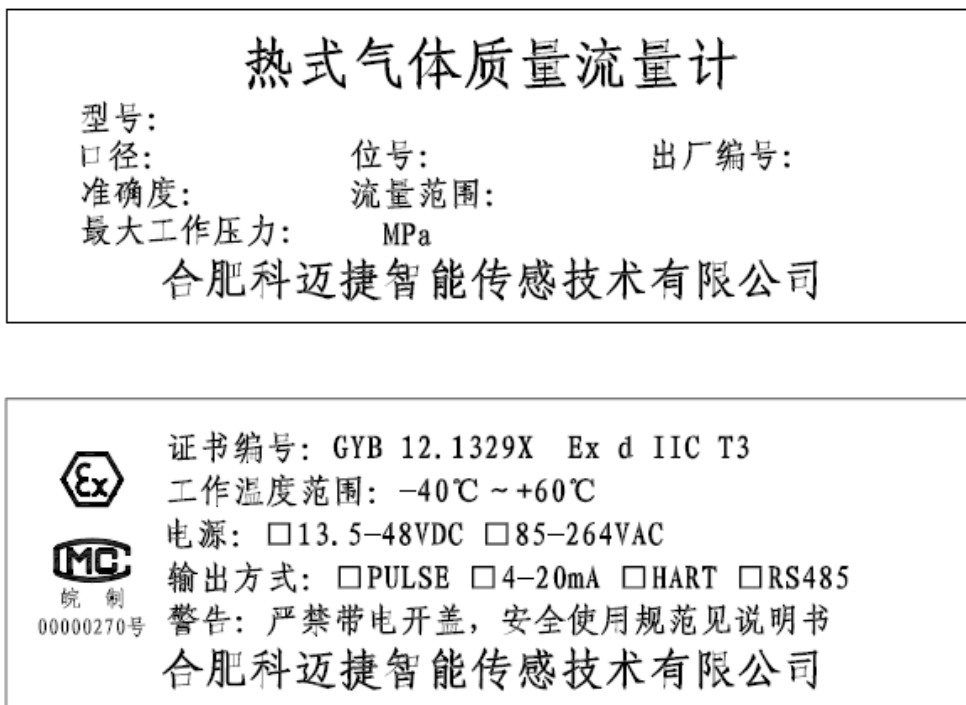 热式气体质量流量计
型号:
口径: 位号: 出厂编号:
准确度: 流量范围:
最大工作压力: MPa
合肥科迈捷智能传感技术有限公司
Ex
证书编号: GYB 12.1329X Ex d IIC T3
工作温度范围: -40℃~+60℃
电源: □13.5-48VDC □85-264VAC
MC
输出方式: □PULSE □4-20mA □HART □RS485
皖 制
00000270号
警告: 严禁带电开盖，安全使用规范见说明书
合肥科迈捷智能传感技术有限公司